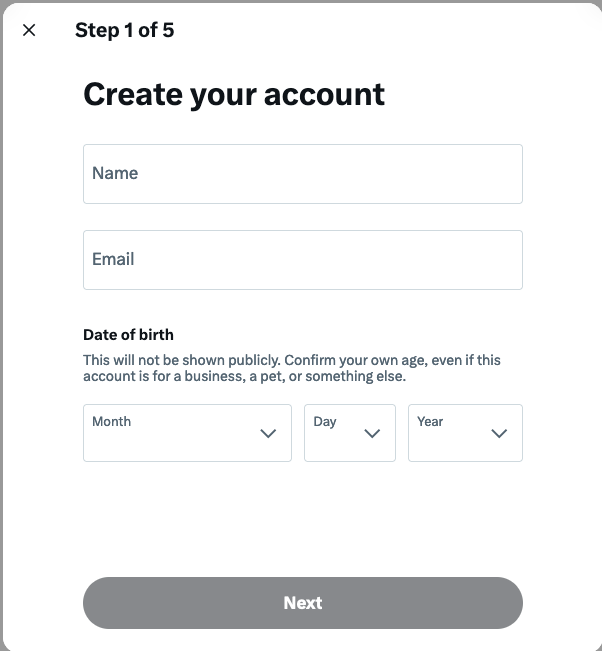 Step 1 of 5
Create your account
Name
Email
Date of birth
This will not be shown publicly. Confirm your own age, even if this
account is for a business, a pet, or something else.
Month Day Year
Next